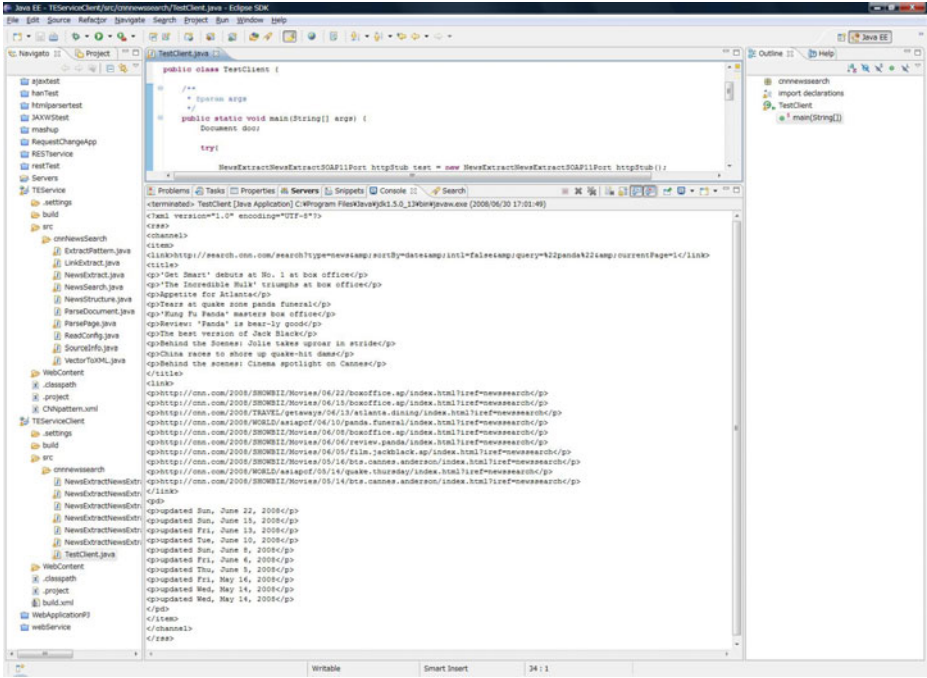 Java EE - TEServiceClient/src/cnnnewssearch/TestClient.java - Eclipse SDK
File Edit Source Refactor Navigate Search Project Run Window Help
Java EE
Navigato
Project
TestClient.java
Outline
Help
ajaxtest
hanTest
htmlparsertest
JAXWStest
mashup
RequestChangeApp
RESTservice
restTest
Servers
TEService
.settings
build
src
cnnNewsSearch
ExtractPattern.java
LinkExtract.java
NewsExtract.java
NewsSearch.java
NewsStructure.java
ParseDocument.java
ParsePage.java
ReadConfig.java
SourceInfo.java
VectorToXML.java
WebContent
.classpath
.project
CNNpattern.xml
TEServiceClient
.settings
build
src
cnnnewssearch
NewsExtractNewsExtr
NewsExtractNewsExtr
NewsExtractNewsExtr
NewsExtractNewsExtr
NewsExtractNewsExtr
TestClient.java
WebContent
.classpath
.project
build.xml
WebApplicationPJ
webService
public class TestClient {
/**
* @param args
*/
public static void main(String[] args) {
Document doc;
try{
NewsExtractNewsExtractSOAP11Port_httpStub test = new NewsExtractNewsExtractSOAP11Port_httpStub();
cnnnewssearch
import declarations
TestClient
main(String[])
Problems Tasks Properties Servers Snippets Console Search
<terminated> TestClient [Java Application] C:¥Program Files¥Java¥jdk1.5.0_13¥bin¥javaw.exe (2008/06/30 17:01:49)
<?xml version="1.0" encoding="UTF-8"?>
<rss>
<channel>
<item>
<link>http://search.cnn.com/search?type=news&amp;sortBy=date&amp;intl=false&amp;query=%22panda%22&amp;currentPage=1</link>
<title>
<p>'Get Smart' debuts at No. 1 at box office</p>
<p>'The Incredible Hulk' triumphs at box office</p>
<p>Appetite for Atlanta</p>
<p>Tears at quake zone panda funeral</p>
<p>'Kung Fu Panda' masters box office</p>
<p>Review: 'Panda' is bear-ly good</p>
<p>The best version of Jack Black</p>
<p>Behind the Scenes: Jolie takes uproar in stride</p>
<p>China races to shore up quake-hit dams</p>
<p>Behind the scenes: Cinema spotlight on Cannes</p>
</title>
<link>
<p>http://cnn.com/2008/SHOWBIZ/Movies/06/22/boxoffice.ap/index.html?iref=newssearch</p>
<p>http://cnn.com/2008/SHOWBIZ/Movies/06/15/boxoffice.ap/index.html?iref=newssearch</p>
<p>http://cnn.com/2008/TRAVEL/getaways/06/13/atlanta.dining/index.html?iref=newssearch</p>
<p>http://cnn.com/2008/WORLD/asiapcf/06/10/panda.funeral/index.html?iref=newssearch</p>
<p>http://cnn.com/2008/SHOWBIZ/Movies/06/08/boxoffice.ap/index.html?iref=newssearch</p>
<p>http://cnn.com/2008/SHOWBIZ/Movies/06/06/review.panda/index.html?iref=newssearch</p>
<p>http://cnn.com/2008/SHOWBIZ/Movies/06/05/film.jackblack.ap/index.html?iref=newssearch</p>
<p>http://cnn.com/2008/SHOWBIZ/Movies/05/16/bts.cannes.anderson/index.html?iref=newssearch</p>
<p>http://cnn.com/2008/WORLD/asiapcf/05/14/quake.thursday/index.html?iref=newssearch</p>
<p>http://cnn.com/2008/SHOWBIZ/Movies/05/14/bts.cannes.anderson/index.html?iref=newssearch</p>
</link>
<pd>
<p>updated Sun, June 22, 2008</p>
<p>updated Sun, June 15, 2008</p>
<p>updated Fri, June 13, 2008</p>
<p>updated Tue, June 10, 2008</p>
<p>updated Sun, June 8, 2008</p>
<p>updated Fri, June 6, 2008</p>
<p>updated Thu, June 5, 2008</p>
<p>updated Fri, May 16, 2008</p>
<p>updated Wed, May 14, 2008</p>
<p>updated Wed, May 14, 2008</p>
</pd>
</item>
</channel>
</rss>
Writable
Smart Insert
34 : 1